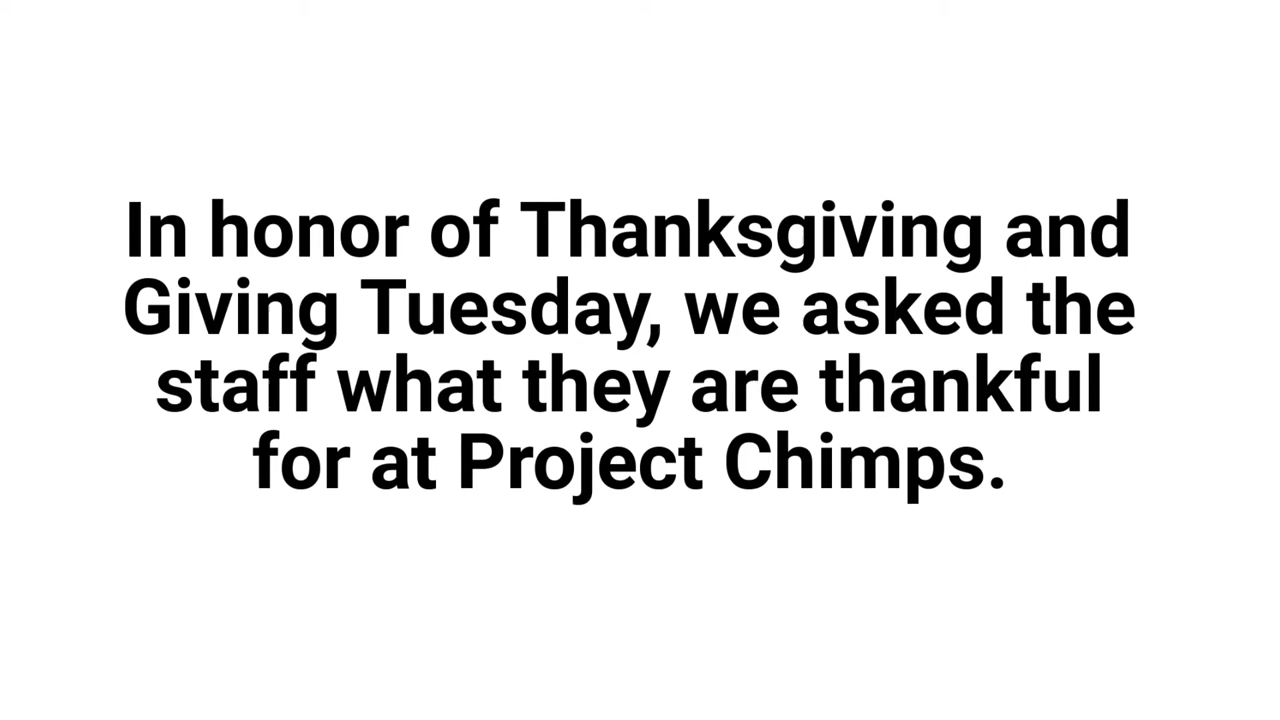 In honor of Thanksgiving and
Giving Tuesday, we asked the
staff what they are thankful
for at Project Chimps.